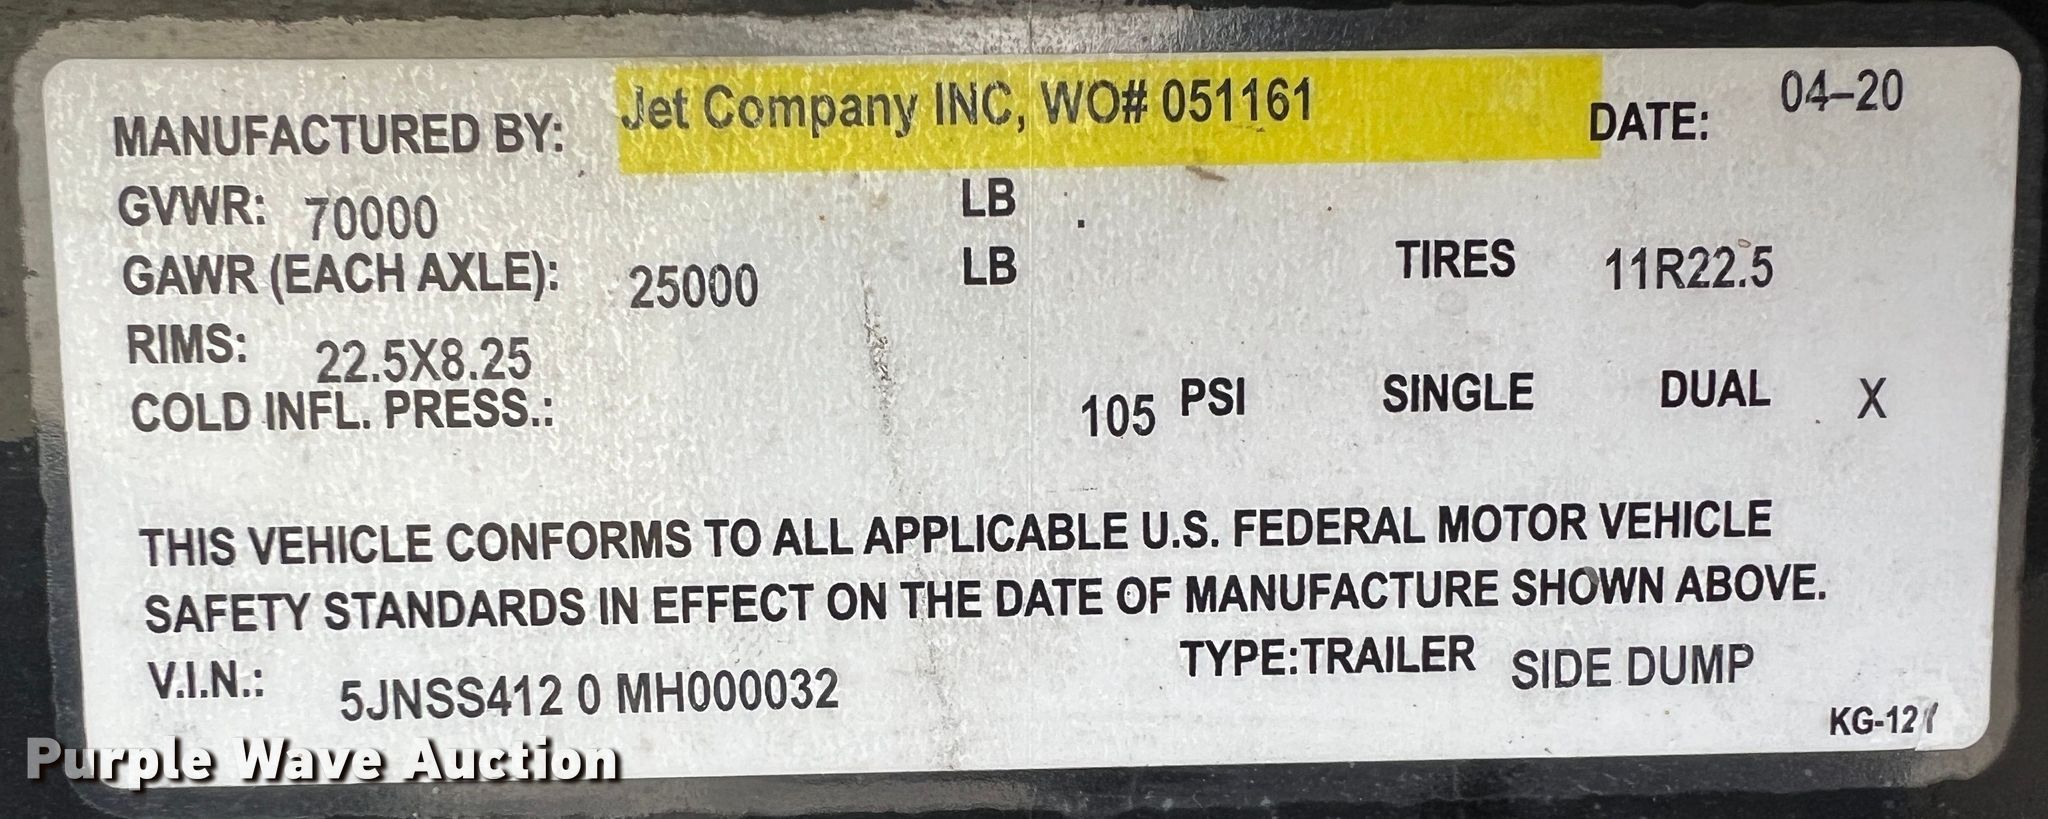 MANUFACTURED BY: Jet Company INC, WO# 051161 DATE: 04-20
GVWR: 70000 LB
GAWR (EACH AXLE): 25000 LB TIRES 11R22.5
RIMS: 22.5X8.25
COLD INFL. PRESS.: 105 PSI SINGLE DUAL X
THIS VEHICLE CONFORMS TO ALL APPLICABLE U.S. FEDERAL MOTOR VEHICLE
SAFETY STANDARDS IN EFFECT ON THE DATE OF MANUFACTURE SHOWN ABOVE.
V.I.N.: 5JNSS412 0 MH000032 TYPE:TRAILER SIDE DUMP
Purple Wave Auction